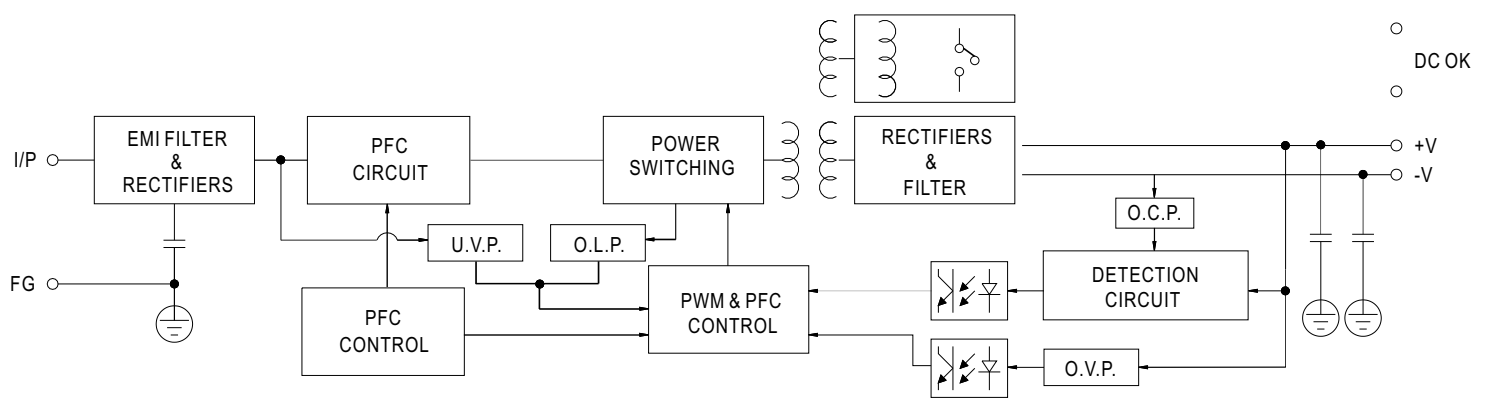 DC OK
I/P
EMI FILTER
&
RECTIFIERS
PFC
CIRCUIT
POWER
SWITCHING
RECTIFIERS
&
FILTER
+V
-V
O.C.P.
U.V.P.
O.L.P.
FG
PFC
CONTROL
PWM & PFC
CONTROL
DETECTION
CIRCUIT
O.V.P.